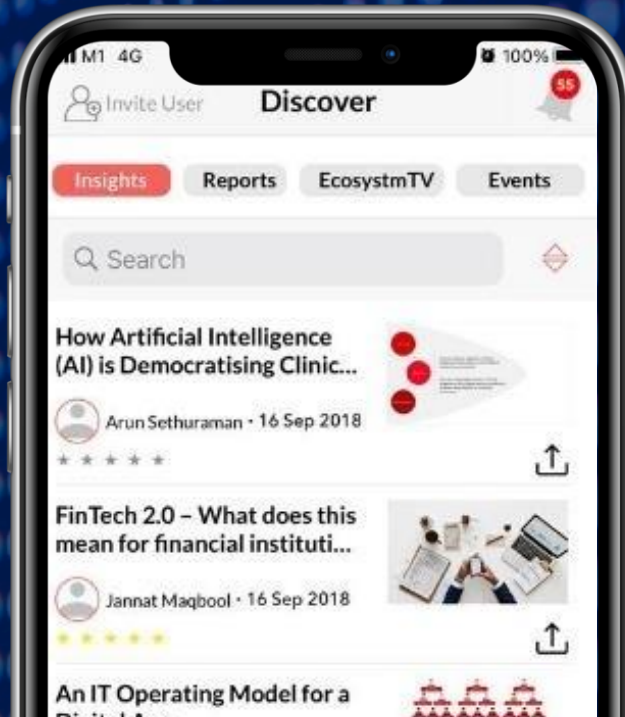 M1 4G
100%
Invite User
Discover
55
Insights
Reports
EcosystmTV
Events
Search
How Artificial Intelligence
(AI) is Democratising Clinic...
Arun Sethuraman • 16 Sep 2018
FinTech 2.0 – What does this
mean for financial instituti...
Jannat Maqbool • 16 Sep 2018
An IT Operating Model for a